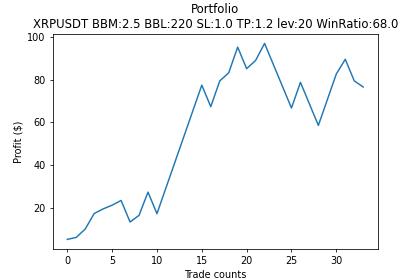 Portfolio
XRPUSDT BBM:2.5 BBL:220 SL:1.0 TP:1.2 lev:20 WinRatio:68.0
100
80
60
40
20
Profit ($)
0 5 10 15 20 25 30
Trade counts